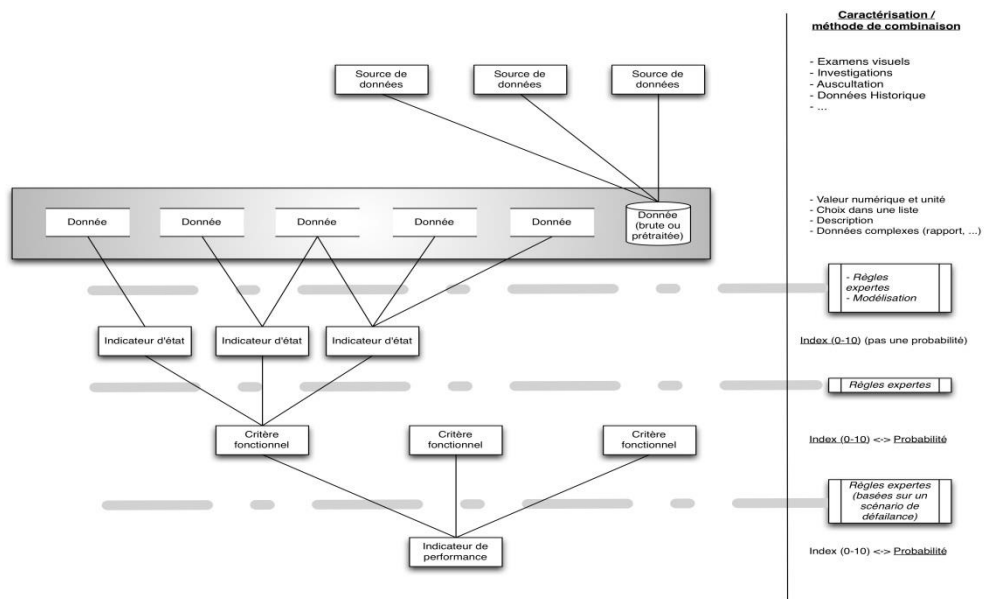 Caractérisation /
méthode de combinaison
- Examens visuels
- Investigations
- Auscultation
- Données Historique
- ...
Source de
données
Source de
données
Source de
données
Donnée
Donnée
Donnée
Donnée
Donnée
Donnée
(brute ou
prétraitée)
- Valeur numérique et unité
- Choix dans une liste
- Description
- Données complexes (rapport, ...)
- Règles
expertes
- Modélisation
Indicateur d'état
Indicateur d'état
Indicateur d'état
Index (0-10) (pas une probabilité)
Règles expertes
Critère
fonctionnel
Critère
fonctionnel
Critère
fonctionnel
Index (0-10) <-> Probabilité
Règles expertes
(basées sur un
scénario de
défailance)
Indicateur de
performance
Index (0-10) <-> Probabilité